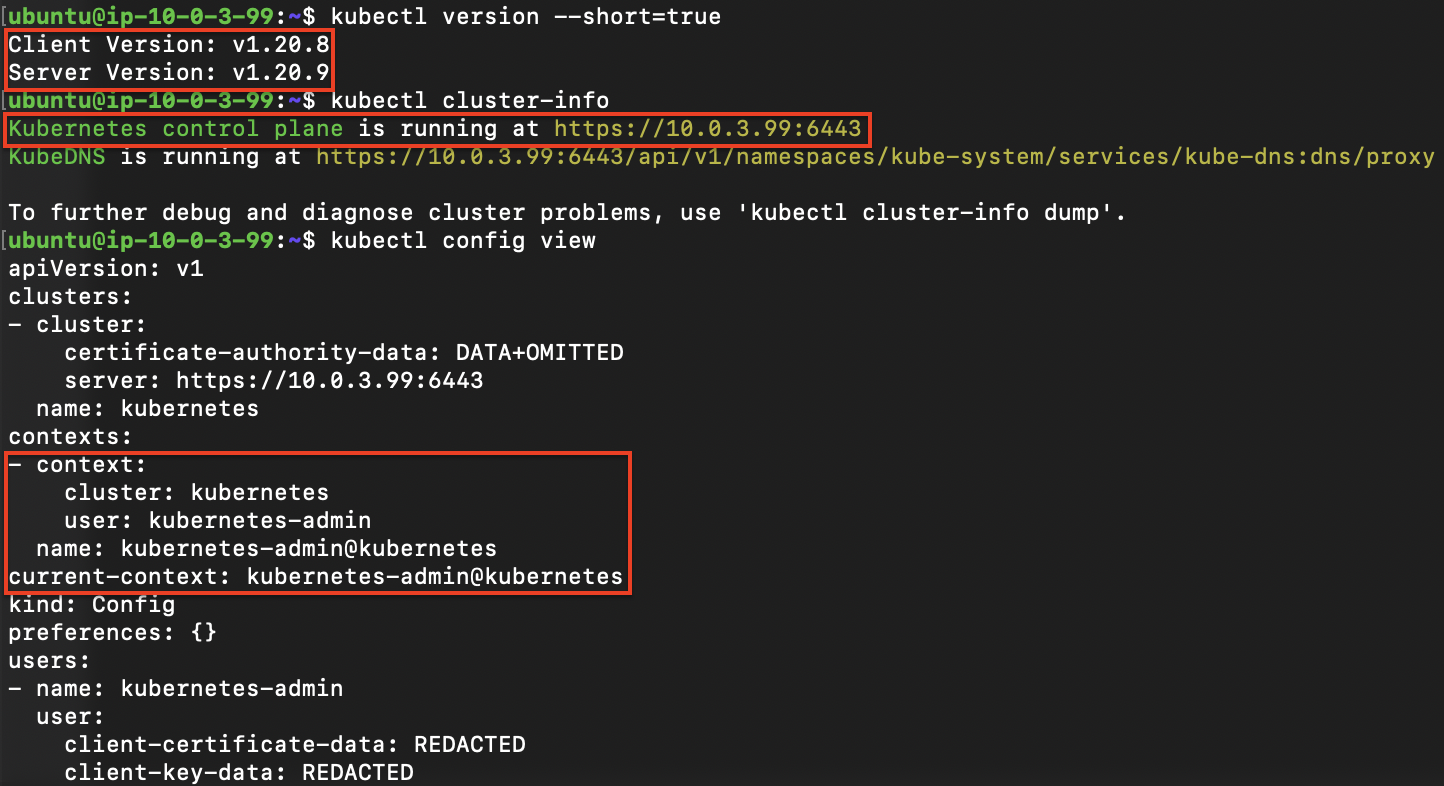 [ubuntu@ip-10-0-3-99:~$ kubectl version --short=true
Client Version: v1.20.8
Server Version: v1.20.9
[ubuntu@ip-10-0-3-99:~$ kubectl cluster-info
Kubernetes control plane is running at https://10.0.3.99:6443
KubeDNS is running at https://10.0.3.99:6443/api/v1/namespaces/kube-system/services/kube-dns:dns/proxy

To further debug and diagnose cluster problems, use 'kubectl cluster-info dump'.
[ubuntu@ip-10-0-3-99:~$ kubectl config view
apiVersion: v1
clusters:
- cluster:
    certificate-authority-data: DATA+OMITTED
    server: https://10.0.3.99:6443
  name: kubernetes
contexts:
- context:
    cluster: kubernetes
    user: kubernetes-admin
  name: kubernetes-admin@kubernetes
current-context: kubernetes-admin@kubernetes
kind: Config
preferences: {}
users:
- name: kubernetes-admin
  user:
    client-certificate-data: REDACTED
    client-key-data: REDACTED